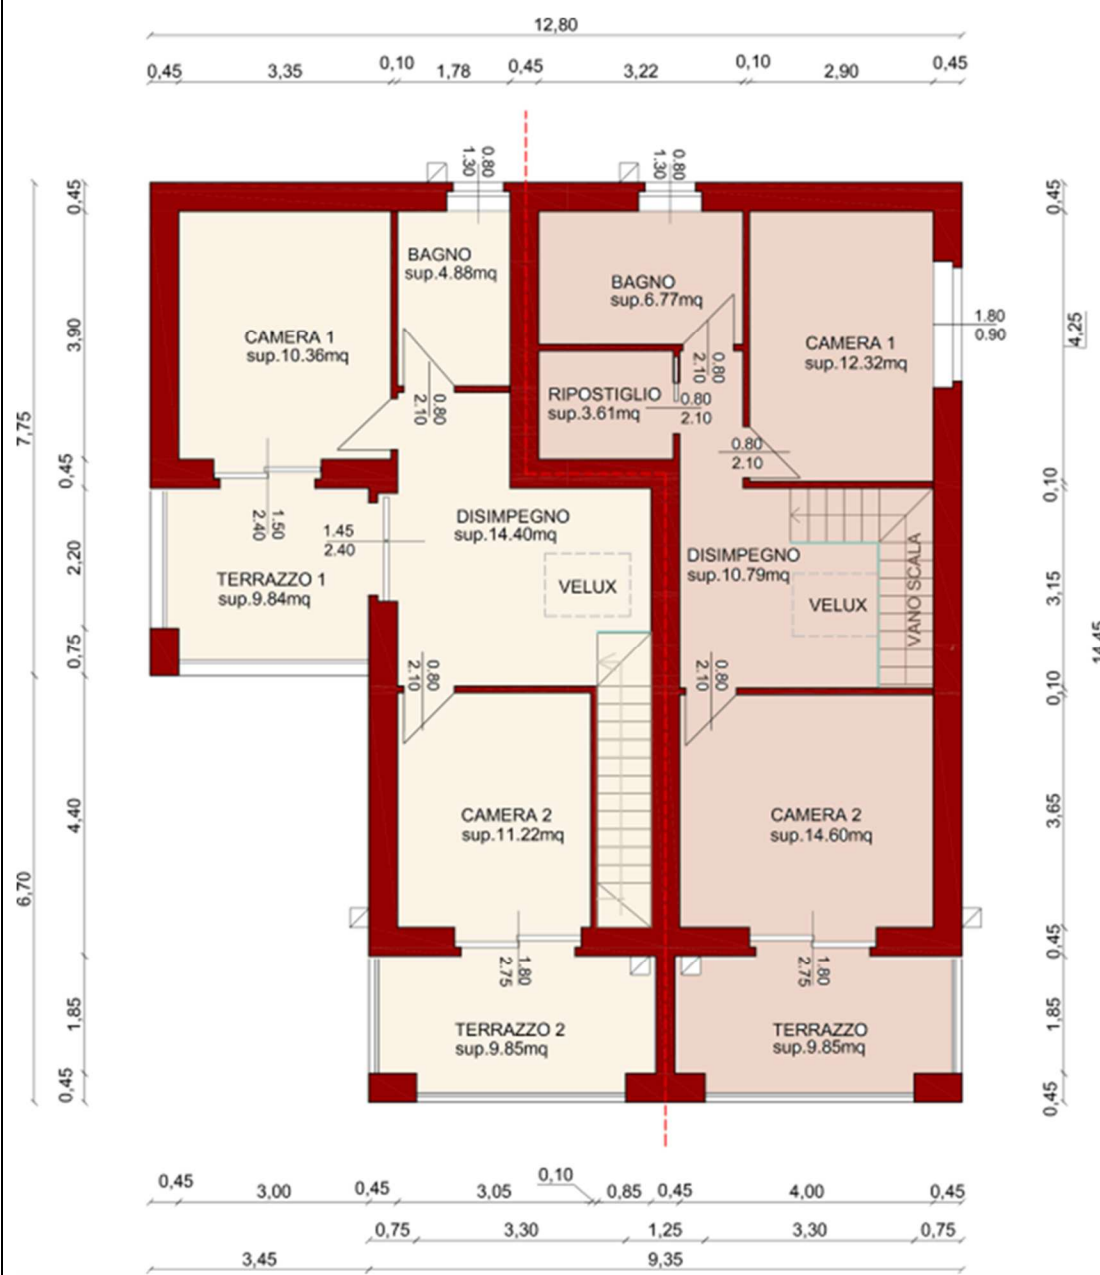 12,80
0,45 3,35 0,10 1,78 0,45 3,22 0,10 2,90 0,45
0.80
1.30
0.80
1.30
0,45
3,90
7,75
0,45
2,20
0,75
4,40
6,70
1,85
0,45
BAGNO
sup.4.88mq
CAMERA 1
sup.10.36mq
0.80
2.10
BAGNO
sup.6.77mq
0.80
2.10
RIPOSTIGLIO
sup.3.61mq
0.80
2.10
CAMERA 1
sup.12.32mq
0.80
2.10
1.80
0.90
1.50
2.40
1.45
2.40
TERRAZZO 1
sup.9.84mq
DISIMPEGNO
sup.14.40mq
VELUX
DISIMPEGNO
sup.10.79mq
VELUX
VANO SCALA
0.80
2.10
0.80
2.10
CAMERA 2
sup.11.22mq
CAMERA 2
sup.14.60mq
1.80
2.75
1.80
2.75
TERRAZZO 2
sup.9.85mq
TERRAZZO
sup.9.85mq
0,45
4,25
0,10
3,15
14,45
0,10
3,65
0,45
1,85
0,45
0,45 3,00 0,45 3,05 0,10 0,85 0,45 4,00 0,45
0,75 3,30 1,25 3,30 0,75
3,45 9,35